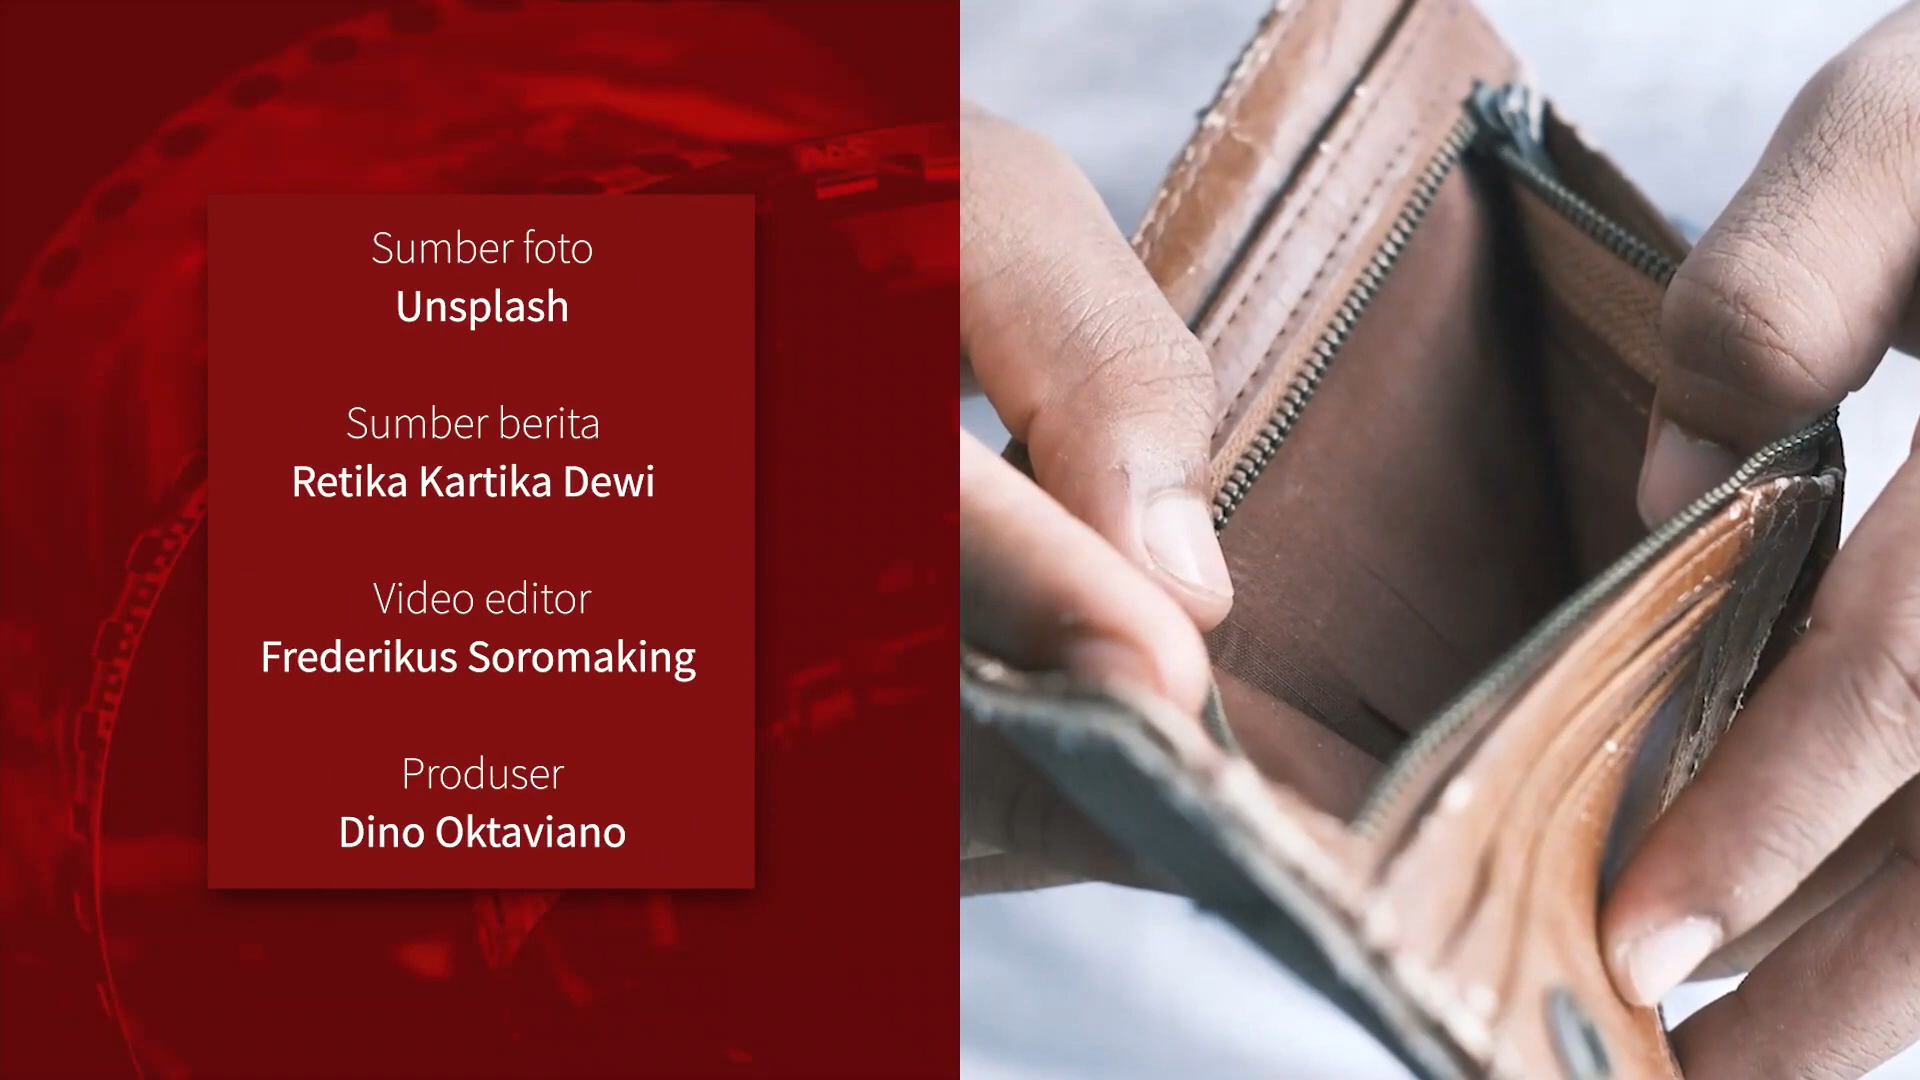 Sumber foto
Unsplash
Sumber berita
Retika Kartika Dewi
Video editor
Frederikus Soromaking
Produser
Dino Oktaviano